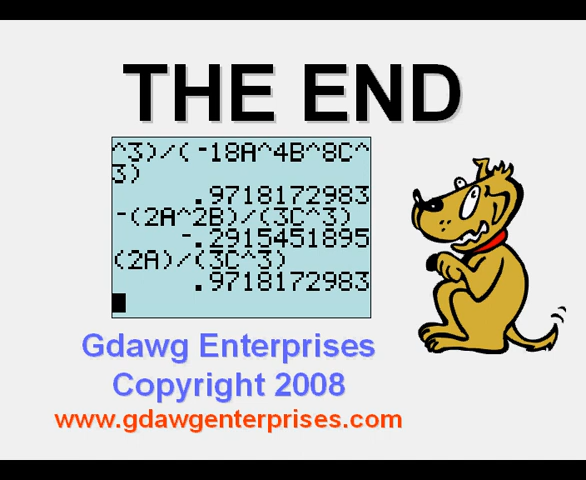 THE END
^3)/(-18A^4B^8C^
3)
.9718172983
-(2A^2B)/(3C^3)
-.2915451895
(2A)/(3C^3)
.9718172983
Gdawg Enterprises
Copyright 2008
www.gdawgenterprises.com